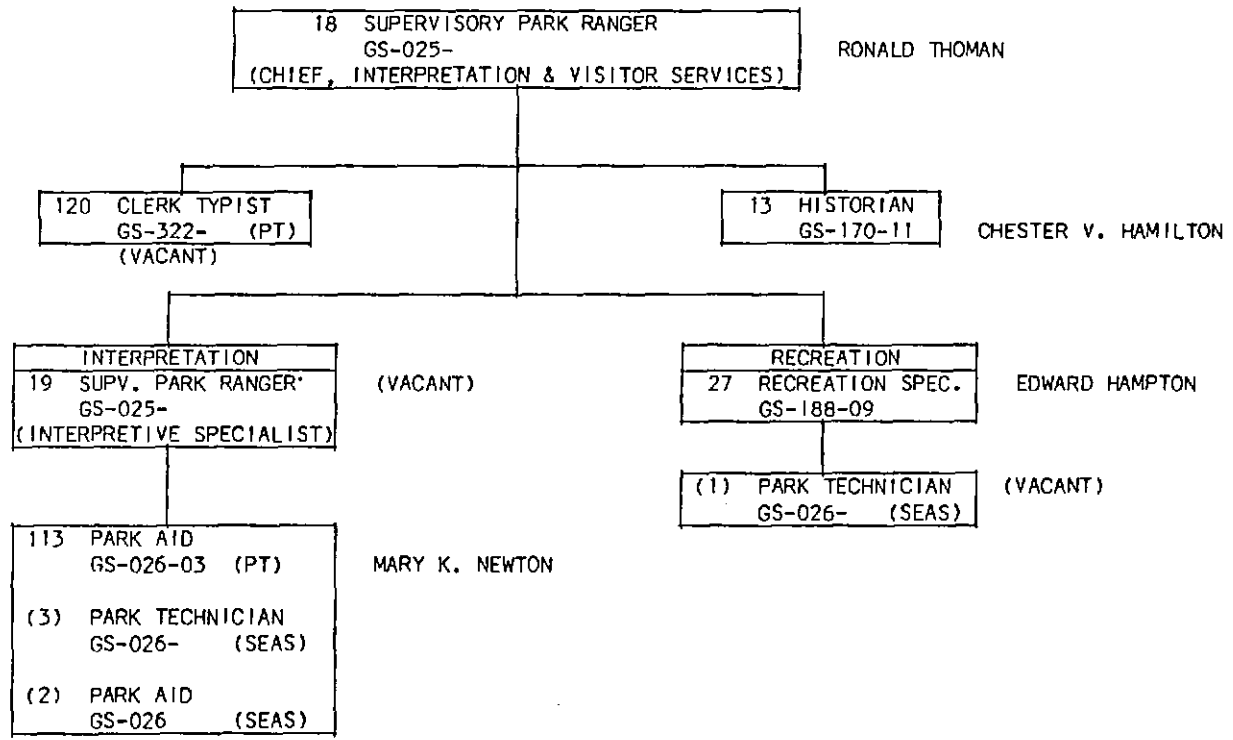 18 SUPERVISORY PARK RANGER
GS-025-
(CHIEF, INTERPRETATION & VISITOR SERVICES)
RONALD THOMAN
120 CLERK TYPIST
GS-322- (PT)
(VACANT)
13 HISTORIAN
GS-170-11
CHESTER V. HAMILTON
INTERPRETATION
19 SUPV. PARK RANGER
GS-025-
(INTERPRETIVE SPECIALIST)
(VACANT)
RECREATION
27 RECREATION SPEC.
GS-188-09
EDWARD HAMPTON
(1) PARK TECHNICIAN
GS-026- (SEAS)
(VACANT)
113 PARK AID
GS-026-03 (PT)
MARY K. NEWTON
(3) PARK TECHNICIAN
GS-026- (SEAS)
(2) PARK AID
GS-026 (SEAS)